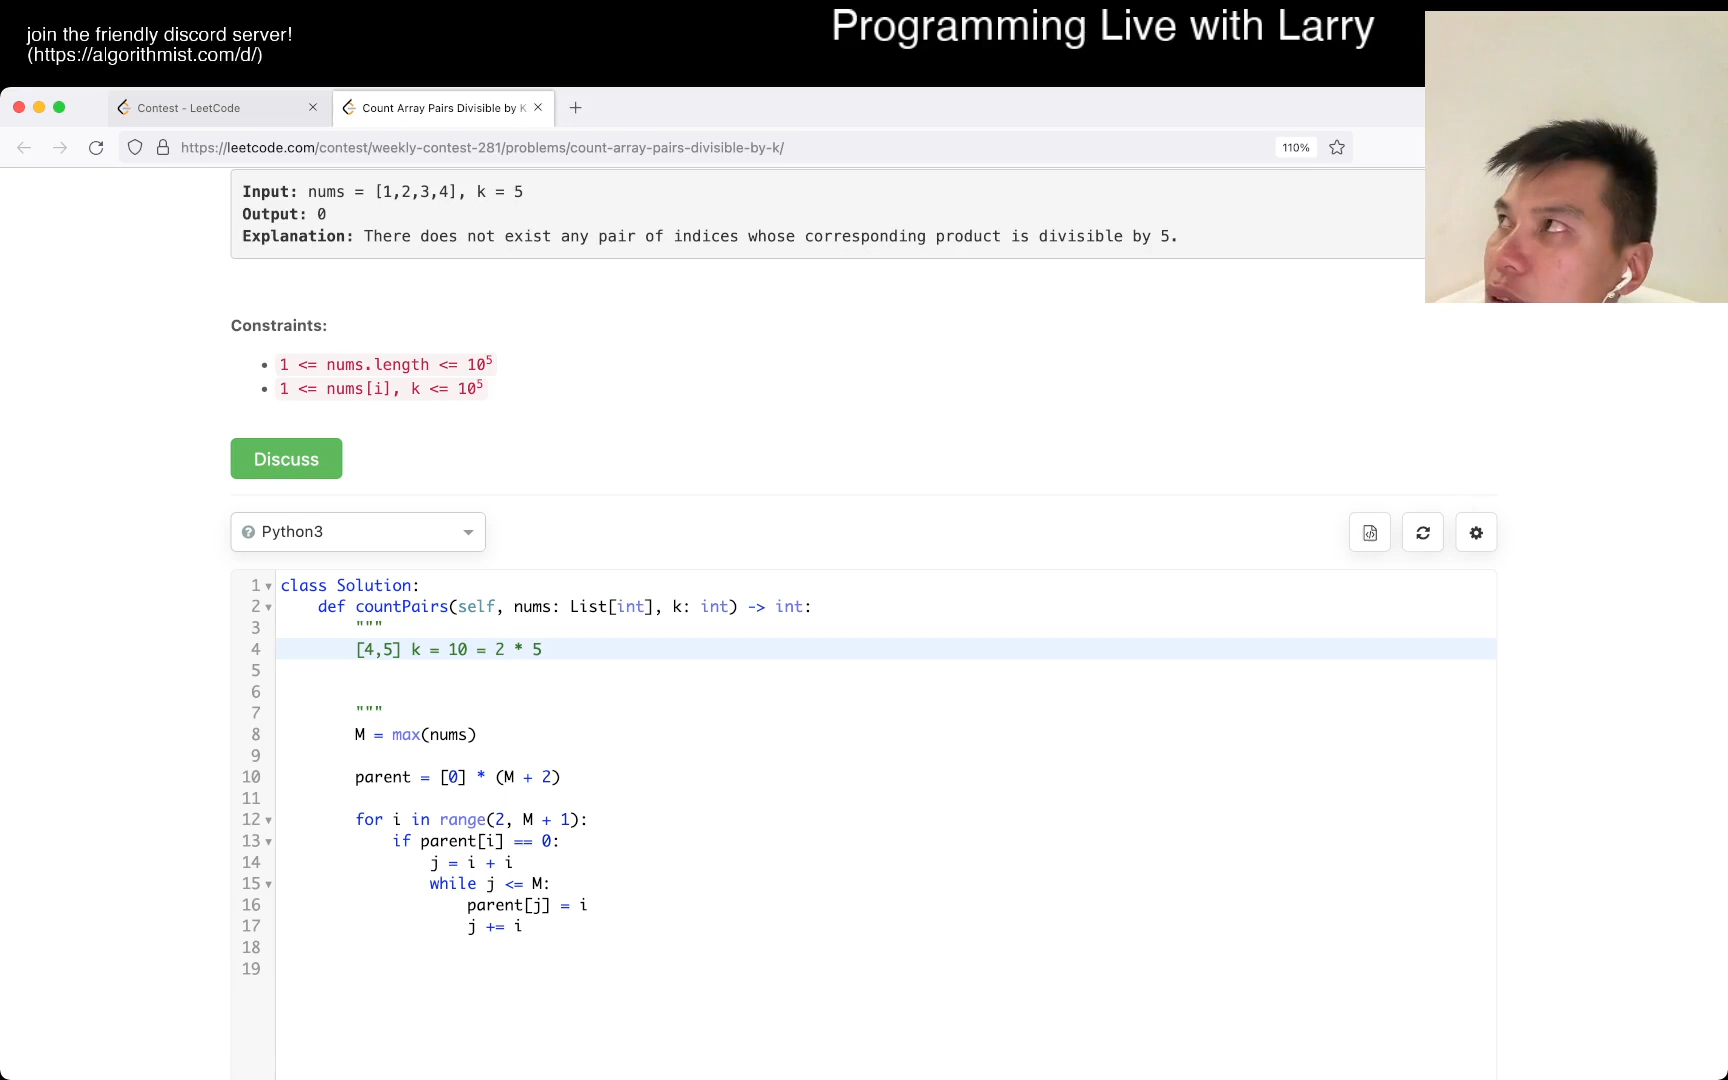 join the friendly discord server!
(https://algorithmist.com/d/)
Programming Live with Larry
Contest - LeetCode
Count Array Pairs Divisible by K
https://leetcode.com/contest/weekly-contest-281/problems/count-array-pairs-divisible-by-k/
110%
Input: nums = [1,2,3,4], k = 5
Output: 0
Explanation: There does not exist any pair of indices whose corresponding product is divisible by 5.
Constraints:
1 <= nums.length <= 10⁵
1 <= nums[i], k <= 10⁵
Discuss
Python3
1 class Solution:
2 def countPairs(self, nums: List[int], k: int) -> int:
3 """
4 [4,5] k = 10 = 2 * 5
5
6
7 """
8 M = max(nums)
9
10 parent = [0] * (M + 2)
11
12 for i in range(2, M + 1):
13 if parent[i] == 0:
14 j = i + i
15 while j <= M:
16 parent[j] = i
17 j += i
18
19